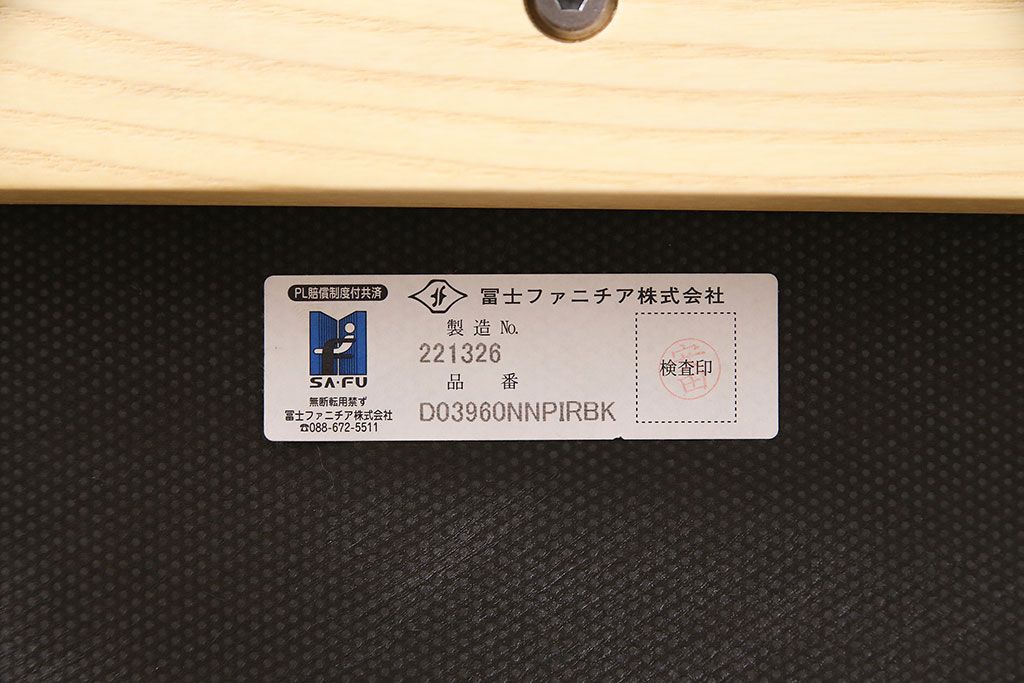 PL賠償制度付共済
冨士ファニチア株式会社
製造 No.
221326
品番
D03960NNPIRBK
SA・FU
無断転用禁ず
冨士ファニチア株式会社
☎088-672-5511
検査印